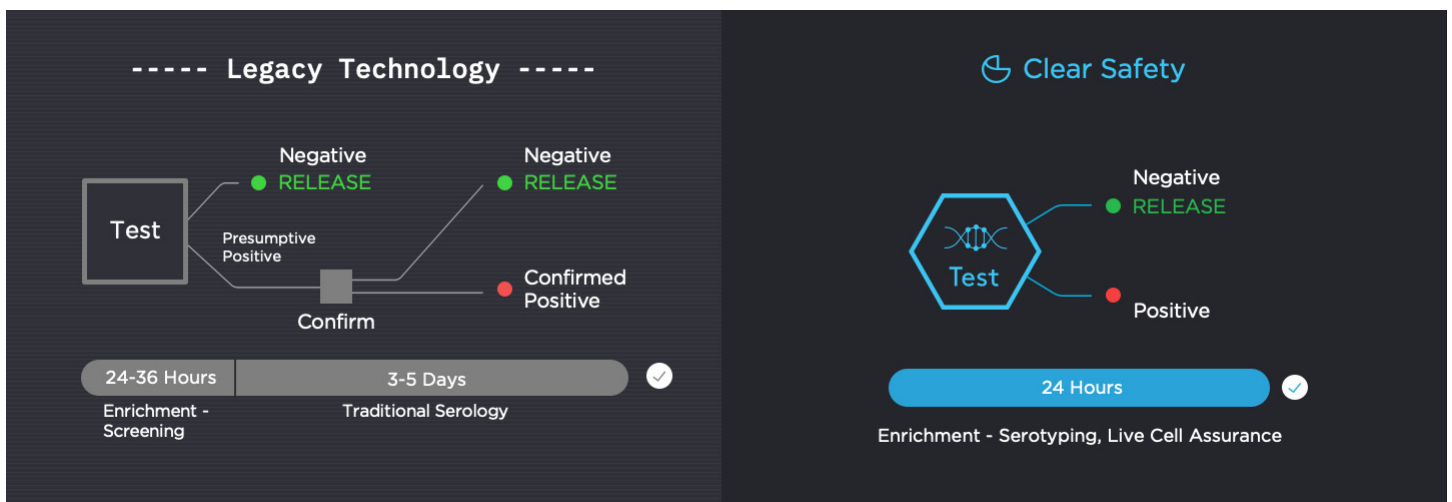 ----- Legacy Technology -----
Negative
RELEASE
Negative
RELEASE
Test
Presumptive
Positive
Confirmed
Positive
Confirm
24-36 Hours
3-5 Days
Enrichment -
Screening
Traditional Serology
Clear Safety
Negative
RELEASE
Test
Positive
24 Hours
Enrichment - Serotyping, Live Cell Assurance